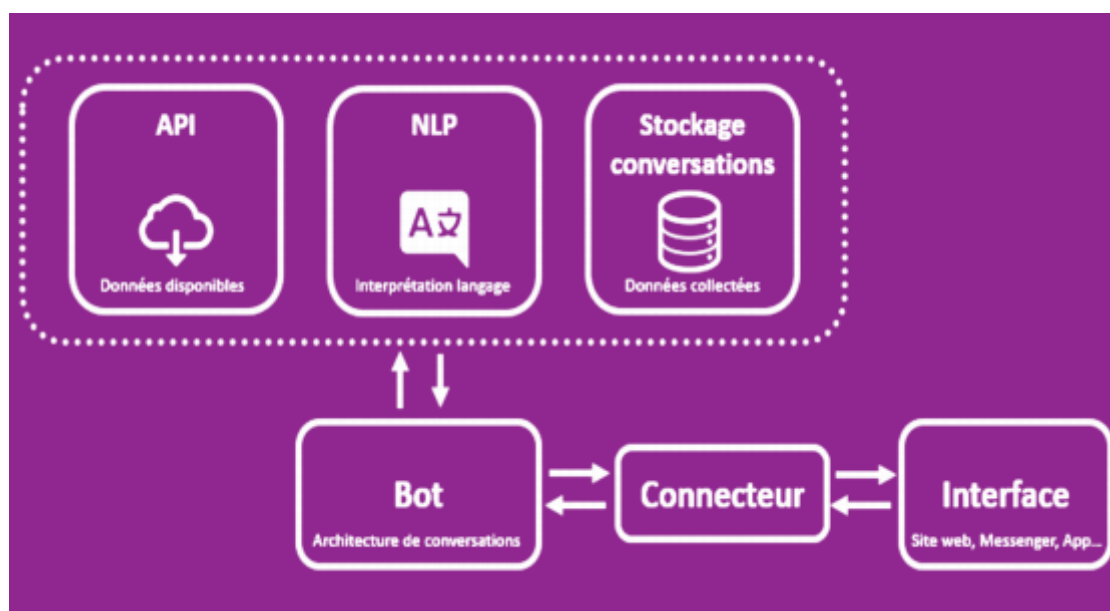 API
NLP
Stockage
conversations
A文
Données disponibles
Interprétation langage
Données collectées
Bot
Connecteur
Interface
Architecture de conversations
Site web, Messenger, App...